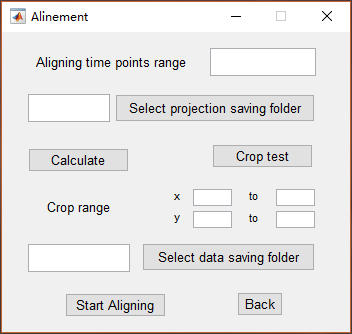 Alinement
Aligning time points range
Select projection saving folder
Calculate
Crop test
Crop range
x to
y to
Select data saving folder
Start Aligning
Back